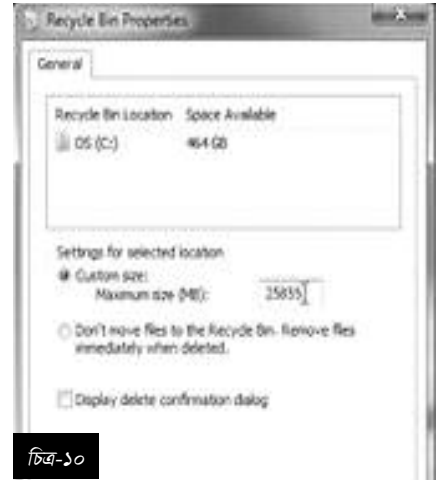 Recycle Bin Properties
General
Recycle Bin Location Space Available
OS (C:) 464 GB
Settings for selected location
Custom size:
Maximum size (MB): 25855
Don't move files to the Recycle Bin. Remove files
immediately when deleted.
Display delete confirmation dialog
চিত্র-১০